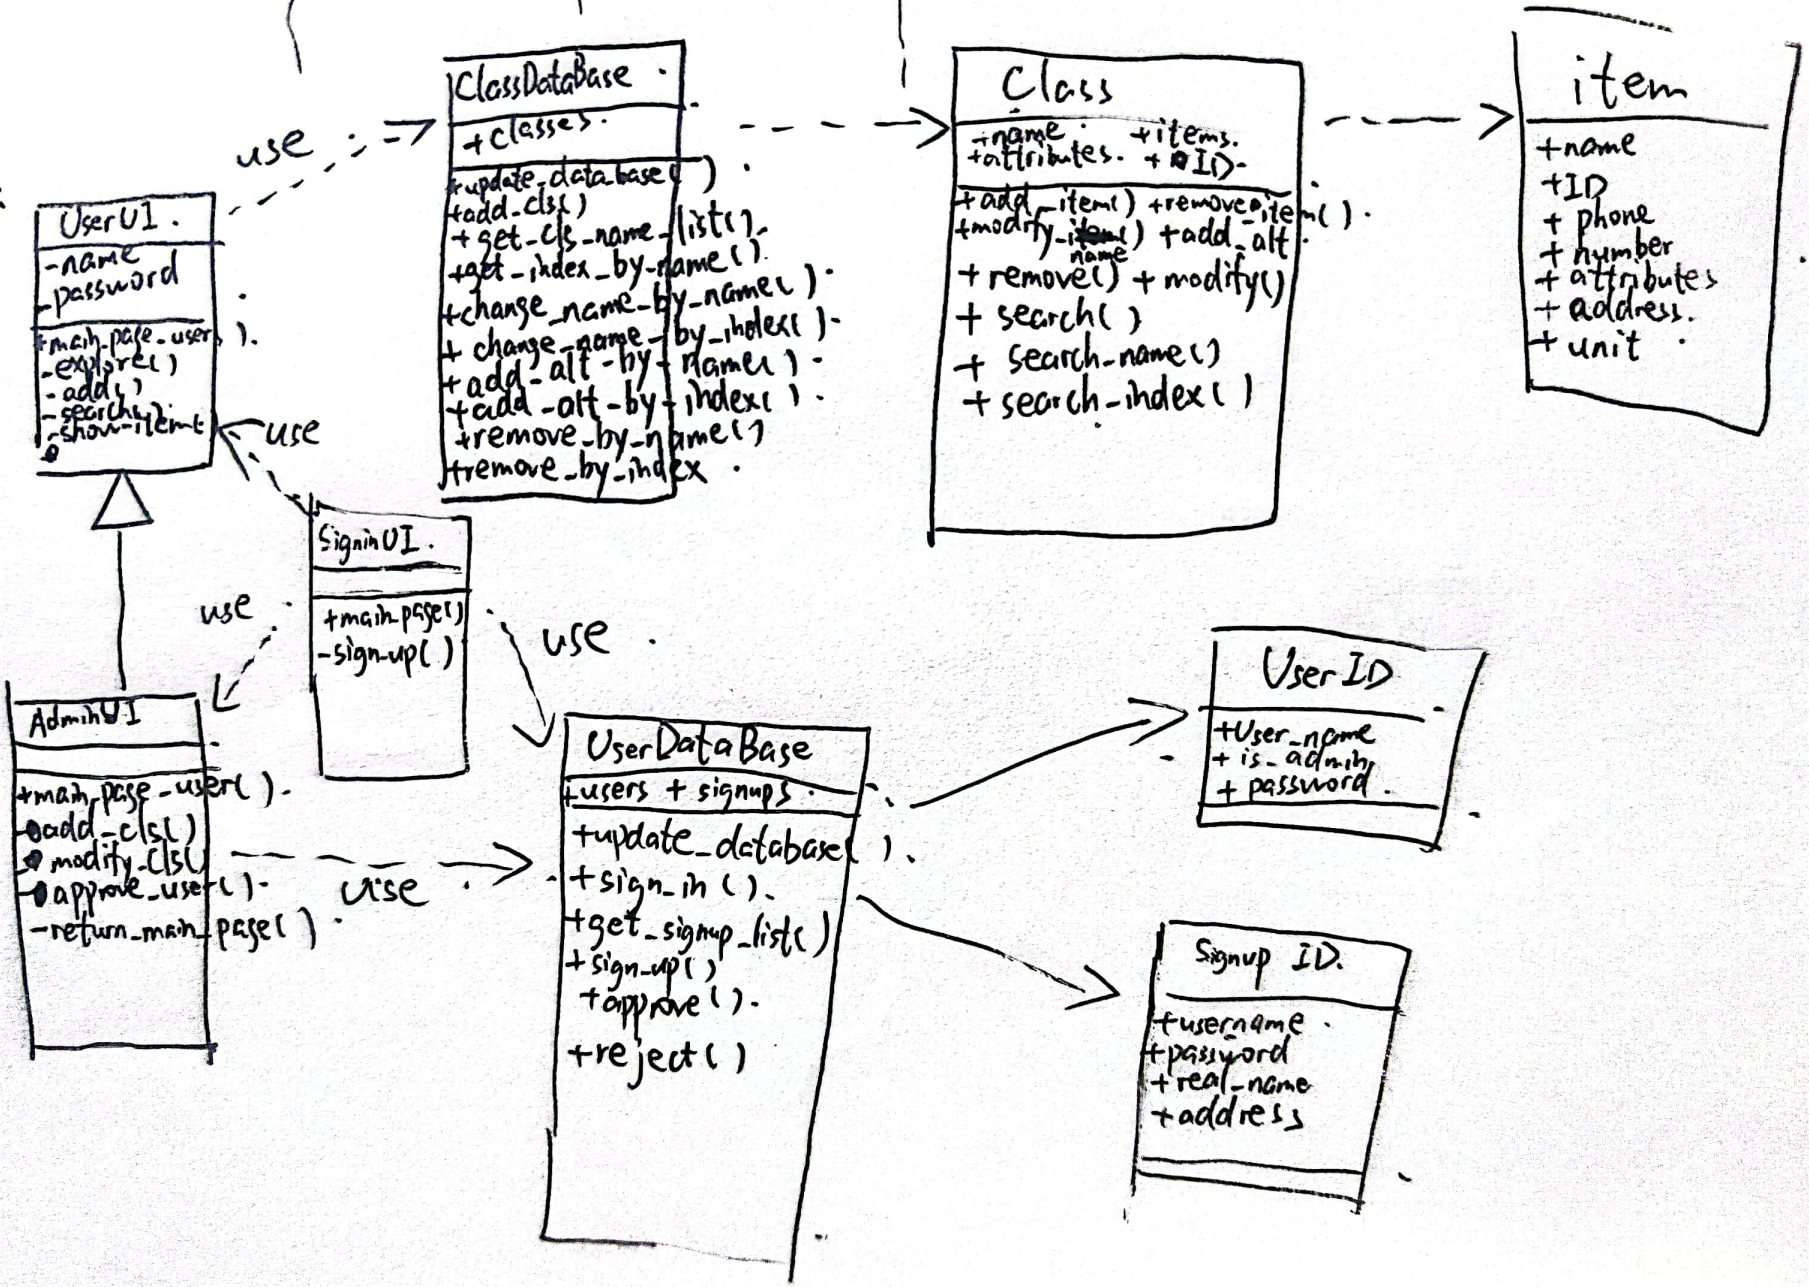 use
UserUI.
-name
-password
+main_page_user().
-explore()
-add()
-search
-show-item
use
ClassDataBase
+classes.
+update_data_base()
+add_cls()
+get_cls_name_list().
+get_index_by_name().
+change_name_by_name()
+change_name_by_index()
+add_alt_by_name()
+add_alt_by_index().
+remove_by_name()
+remove_by_index
Class
+name +items.
+attributes. +ID
+add_item() +remove_item().
+modify_name() +add_alt
+remove() +modify()
+search()
+search_name()
+search_index()
item
+name
+ID
+phone
+number
+attributes
+address.
+unit
SigninUI.
+main_page()
-sign_up()
use
use
AdminUI
+main_page_user().
-add_cls()
-modify_cls()
-approve_user().
-return_main_page()
use
UserDataBase
+users +signups
+update_database().
+sign_in().
+get_signup_list()
+sign_up()
+approve().
+reject()
UserID
+User_name
+is_admin
+password.
Signup ID.
+username
+password
+real_name
+address